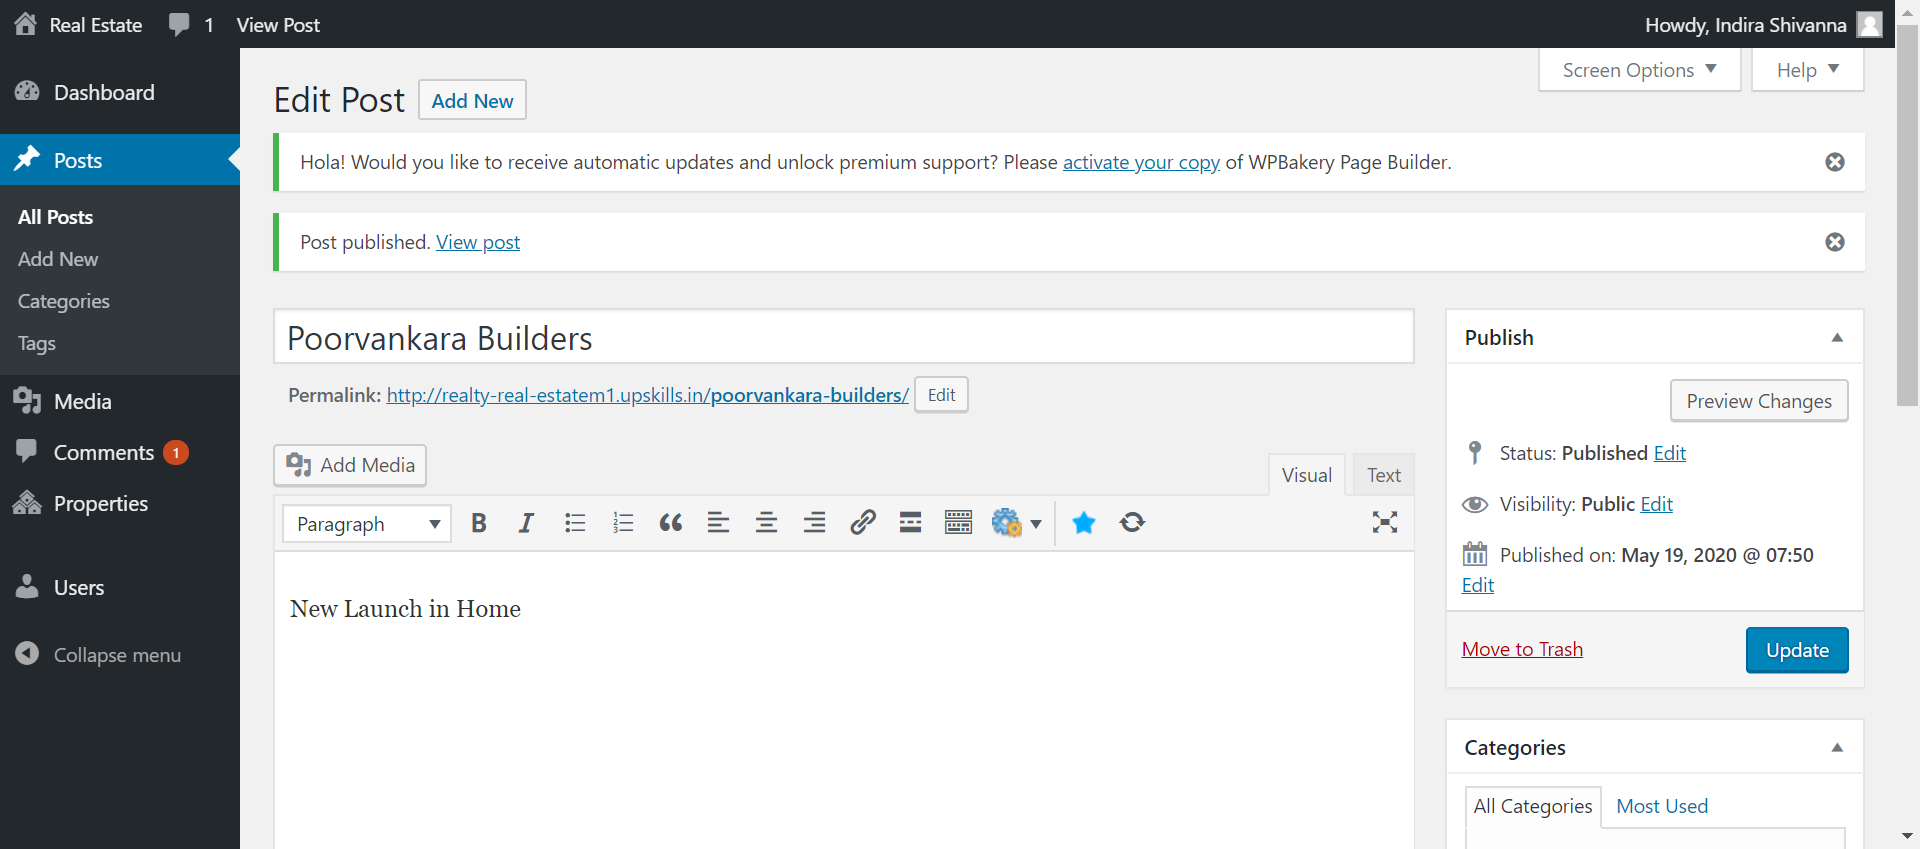 Real Estate 1 View Post Howdy, Indira Shivanna
Dashboard
Posts
All Posts
Add New
Categories
Tags
Media
Comments 1
Properties
Users
Collapse menu
Screen Options Help
Edit Post Add New
Hola! Would you like to receive automatic updates and unlock premium support? Please activate your copy of WPBakery Page Builder.
Post published. View post
Poorvankara Builders
Permalink: http://realty-real-estatem1.upskills.in/poorvankara-builders/ Edit
Add Media
Visual Text
Paragraph B I
New Launch in Home
Publish
Preview Changes
Status: Published Edit
Visibility: Public Edit
Published on: May 19, 2020 @ 07:50
Edit
Move to Trash Update
Categories
All Categories Most Used